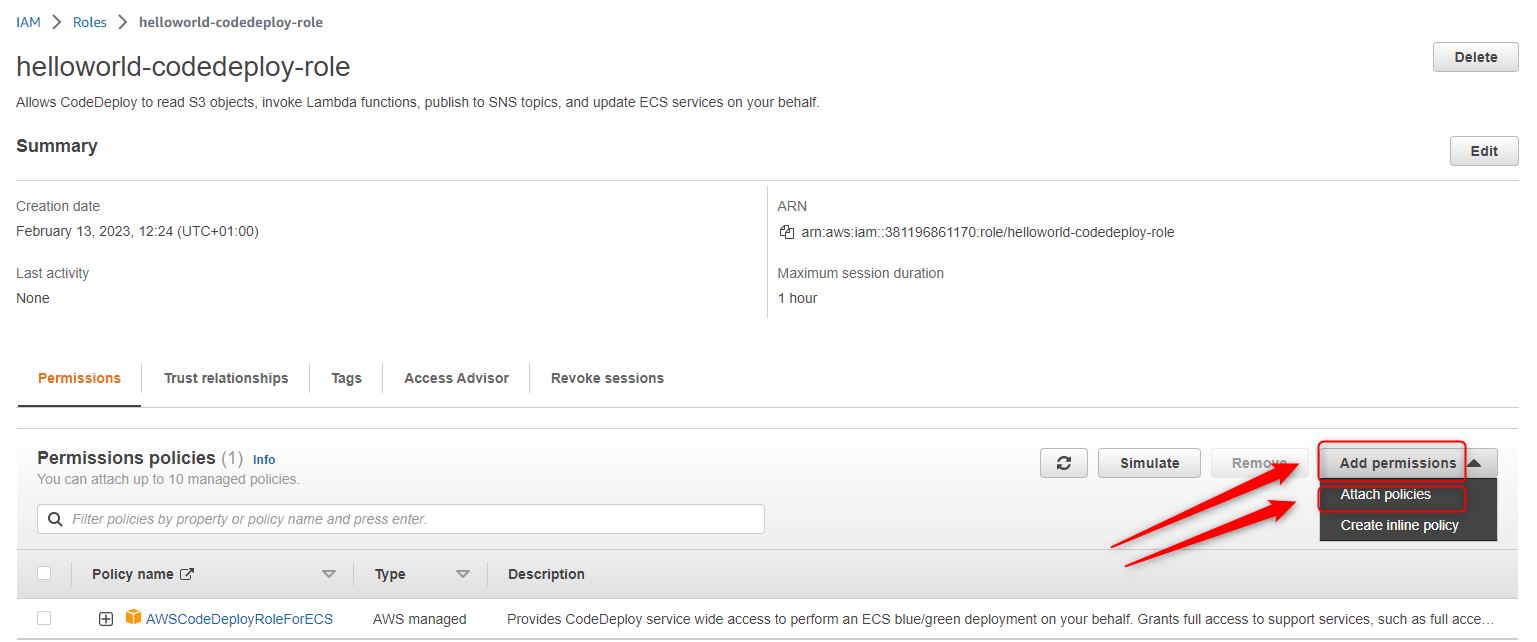 IAM > Roles > helloworld-codedeploy-role
helloworld-codedeploy-role
Delete
Allows CodeDeploy to read S3 objects, invoke Lambda functions, publish to SNS topics, and update ECS services on your behalf.
Summary
Edit
Creation date
February 13, 2023, 12:24 (UTC+01:00)
ARN
arn:aws:iam::381196861170:role/helloworld-codedeploy-role
Last activity
None
Maximum session duration
1 hour
Permissions Trust relationships Tags Access Advisor Revoke sessions
Permissions policies (1) Info
You can attach up to 10 managed policies.
Simulate Remove Add permissions
Attach policies
Create inline policy
Filter policies by property or policy name and press enter.
Policy name Type Description
AWSCodeDeployRoleForECS AWS managed Provides CodeDeploy service wide access to perform an ECS blue/green deployment on your behalf. Grants full access to support services, such as full acce…